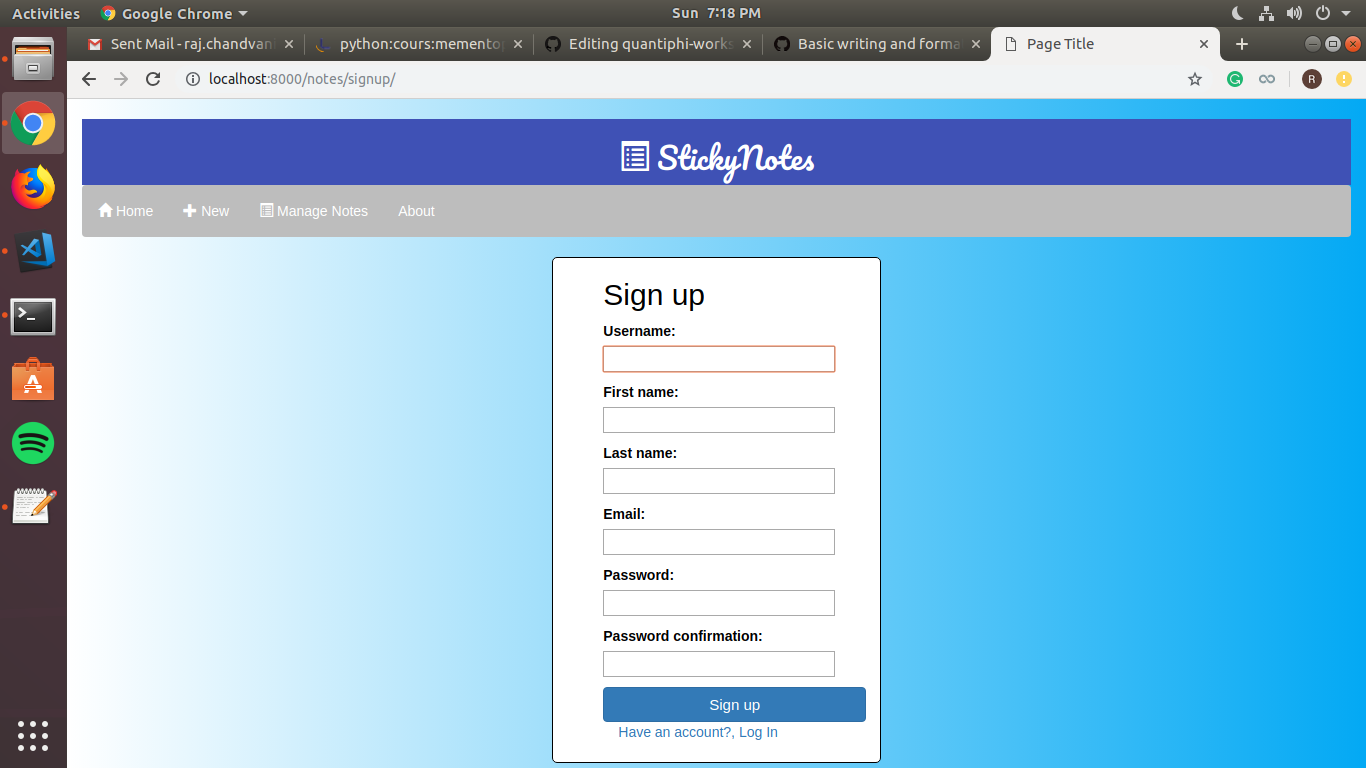 Activities Google Chrome Sun 7:18 PM
Sent Mail - raj.chandvan python:cours:memento Editing quantiphi-works Basic writing and forma Page Title
localhost:8000/notes/signup/ R
StickyNotes
Home New Manage Notes About
Sign up
Username:
First name:
Last name:
Email:
Password:
Password confirmation:
Sign up
Have an account?, Log In